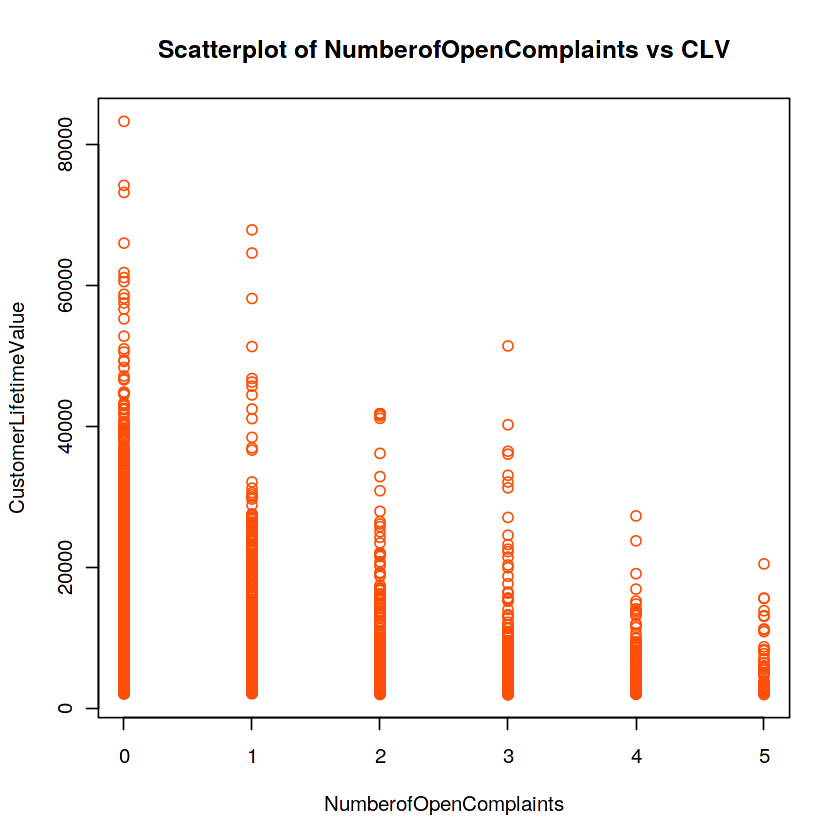 Scatterplot of NumberofOpenComplaints vs CLV
CustomerLifetimeValue
80000
60000
40000
20000
0
0 1 2 3 4 5
NumberofOpenComplaints